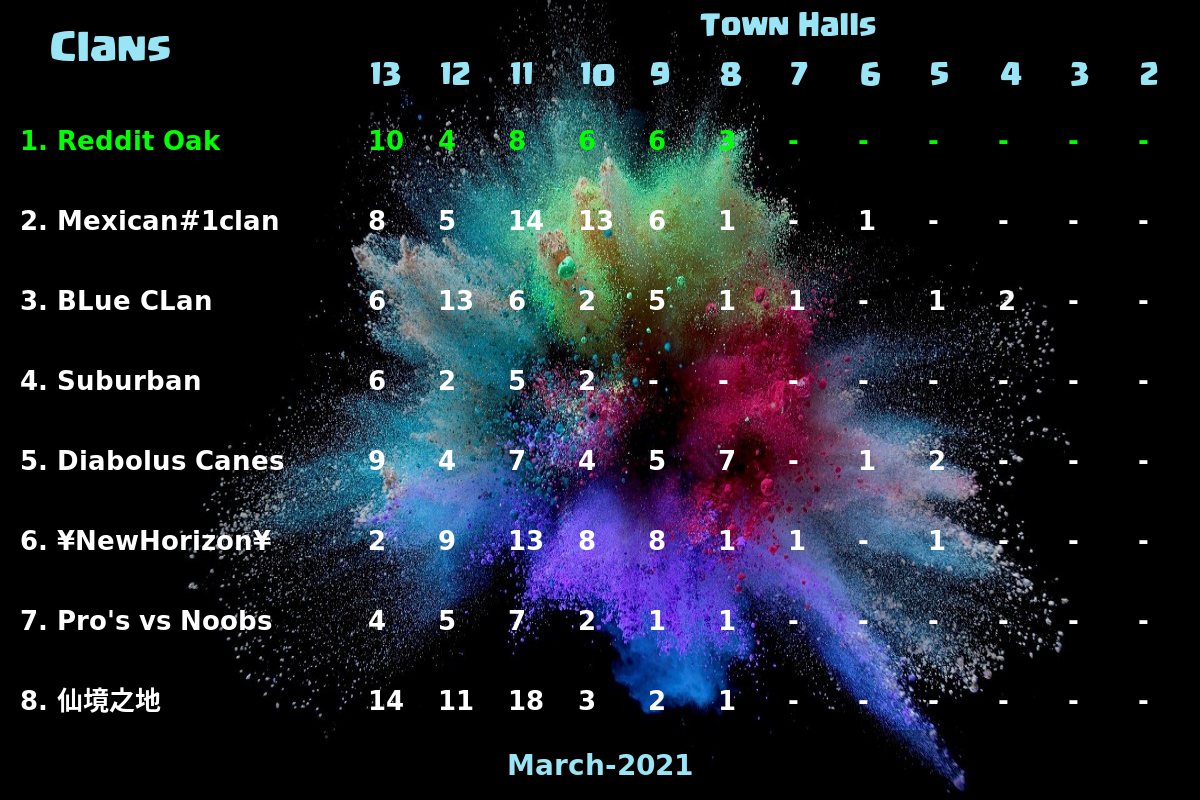 Clans
Town Halls
13 12 11 10 9 8 7 6 5 4 3 2
1. Reddit Oak 10 4 8 6 6 3 - - - - - -
2. Mexican#1clan 8 5 14 13 6 1 - 1 - - - -
3. BLue CLan 6 13 6 2 5 1 1 - 1 2 - -
4. Suburban 6 2 5 2 - - - - - - - -
5. Diabolus Canes 9 4 7 4 5 7 - 1 2 - - -
6. ¥NewHorizon¥ 2 9 13 8 8 1 1 - 1 - - -
7. Pro's vs Noobs 4 5 7 2 1 1 - - - - - -
8. 仙境之地 14 11 18 3 2 1 - - - - - -
March-2021